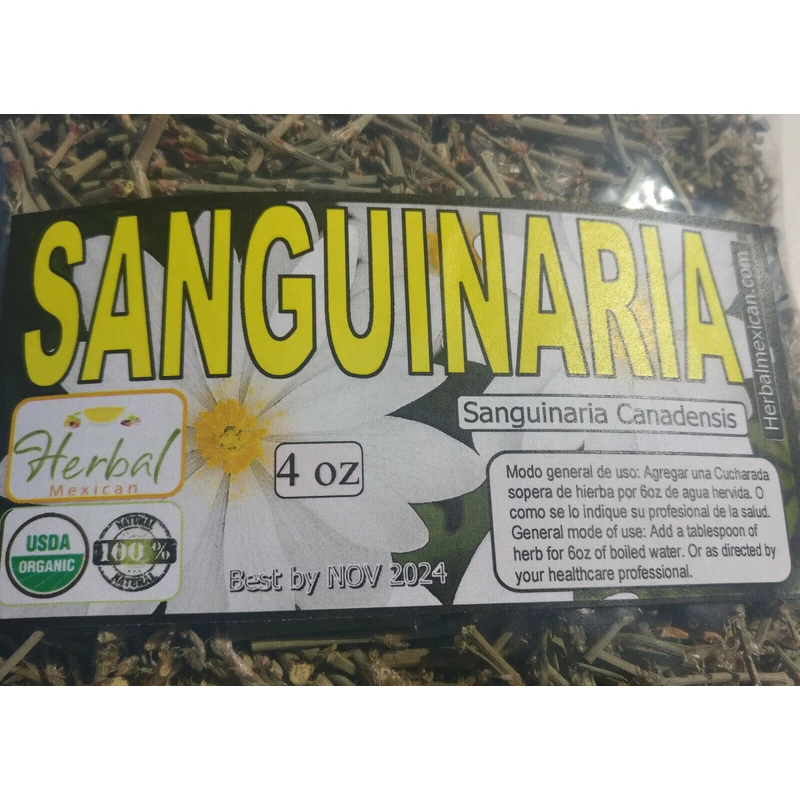 SANGUINARIA
Herbalmexican.com
Sanguinaria Canadensis
Herbal
Mexican
4 oz
Modo general de uso: Agregar una Cucharada
sopera de hierba por 6oz de agua hervida. O
como se lo indique su profesional de la salud.
General mode of use: Add a tablespoon of
herb for 6oz of boiled water. Or as directed by
your healthcare professional.
USDA
ORGANIC
NATURAL
100 %
NATURAL
Best by NOV 2024